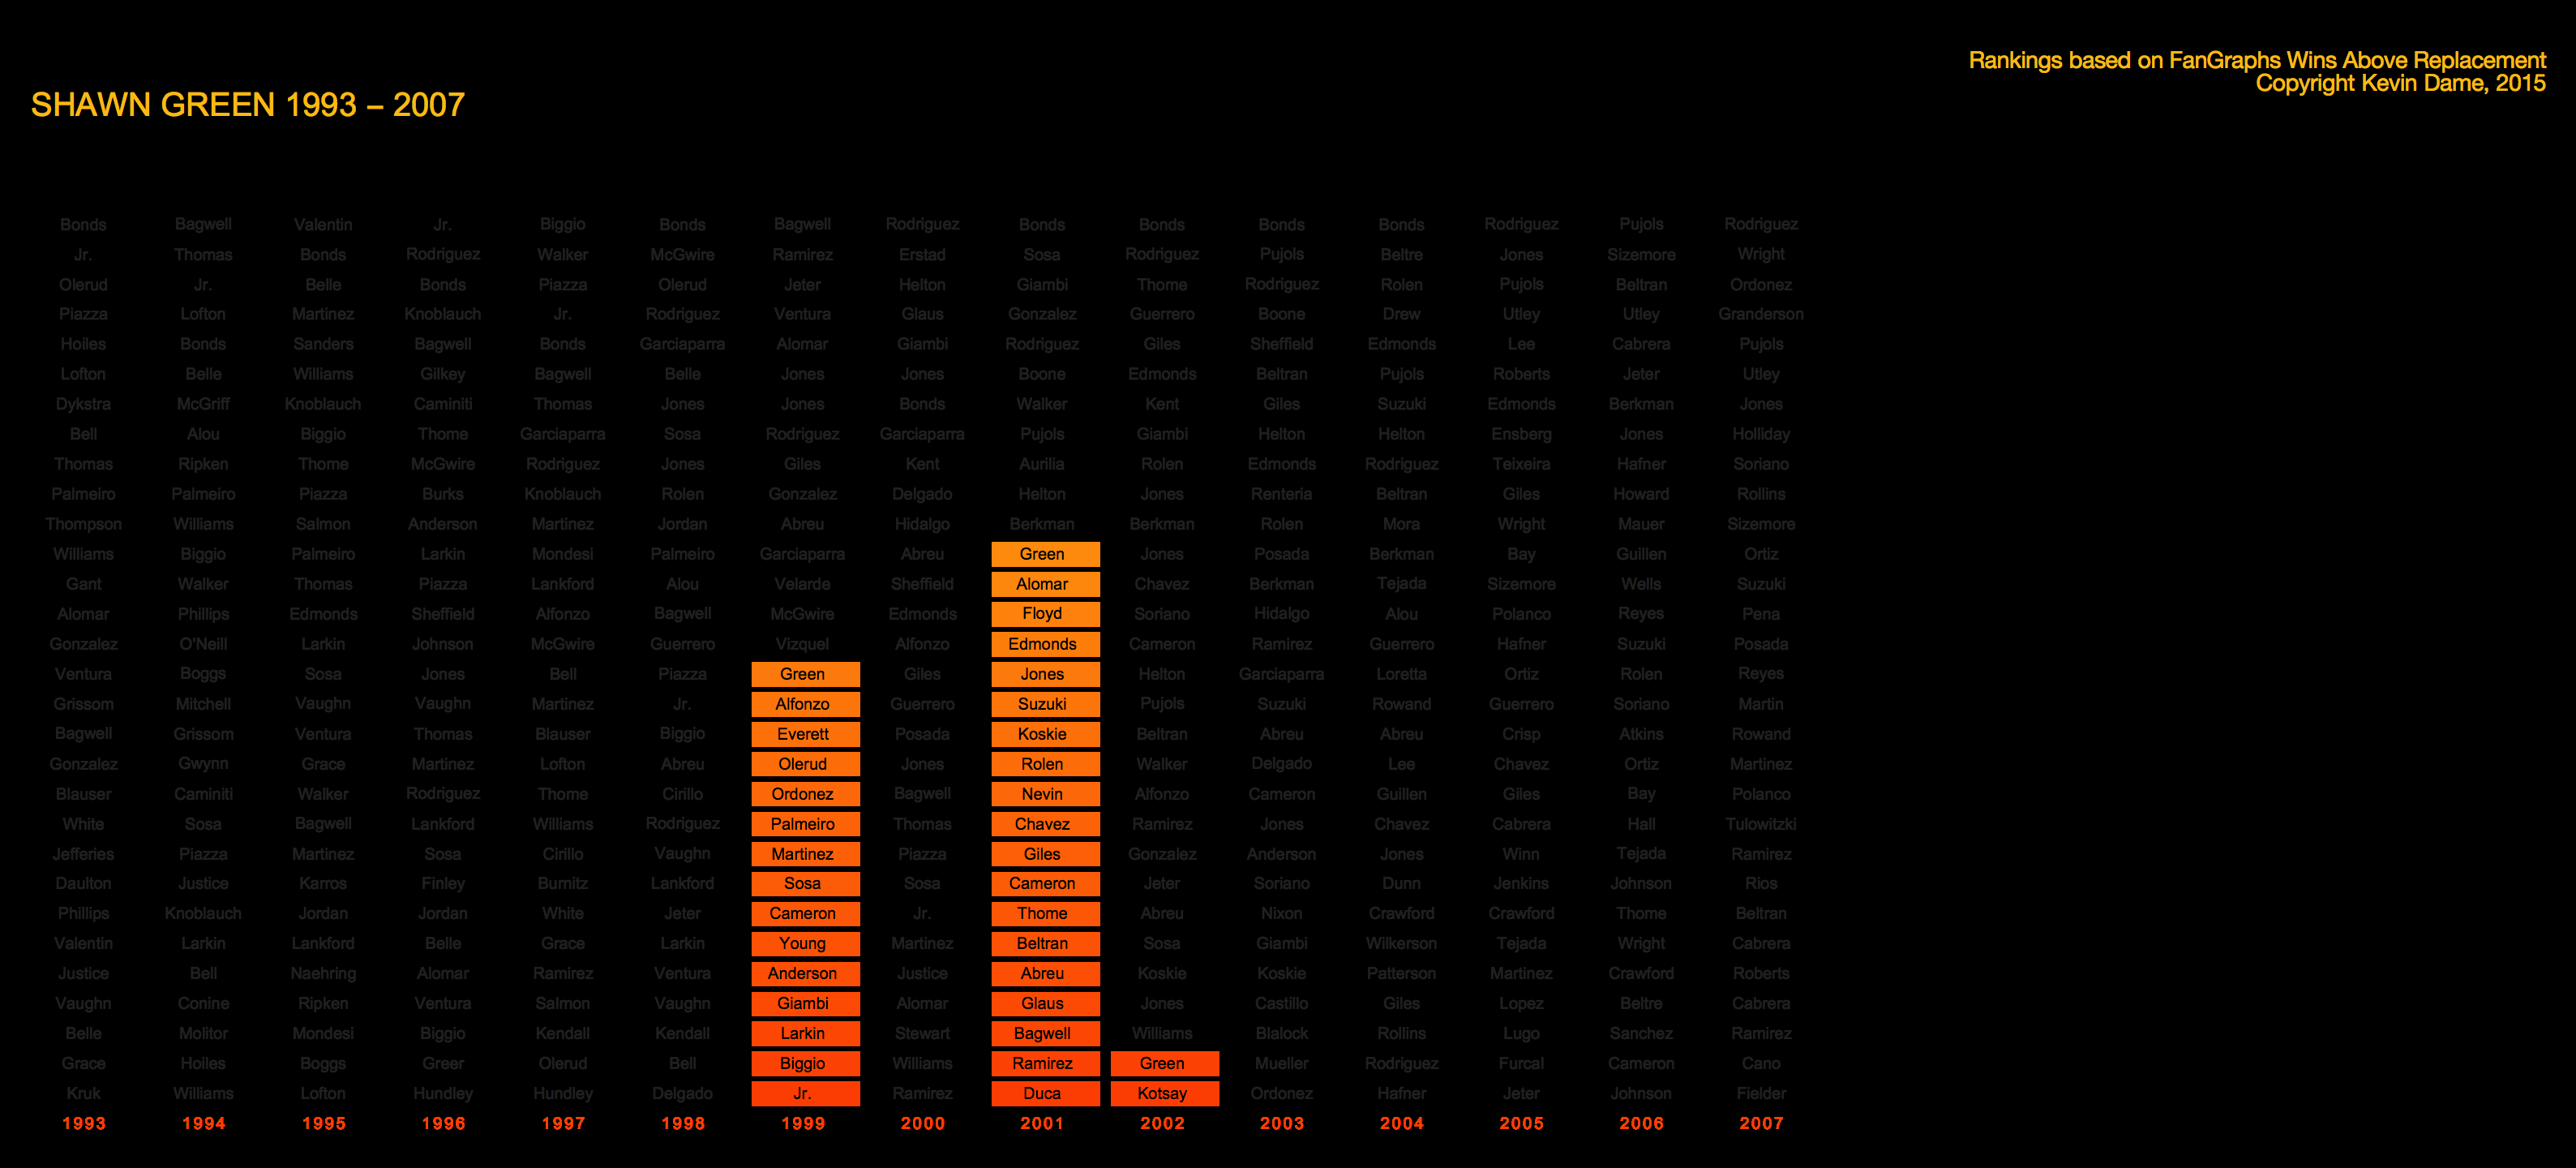 Rankings based on FanGraphs Wins Above Replacement
Copyright Kevin Dame, 2015
SHAWN GREEN 1993 – 2007
Bonds Bagwell Valentin Jr. Biggio Bonds Bagwell Rodriguez Bonds Bonds Bonds Bonds Rodriguez Pujols Rodriguez
Jr. Thomas Bonds Rodriguez Walker McGwire Ramirez Erstad Sosa Rodriguez Pujols Beltre Jones Sizemore Wright
Olerud Jr. Belle Bonds Piazza Olerud Jeter Helton Giambi Thome Rodriguez Rolen Pujols Beltran Ordonez
Piazza Lofton Martinez Knoblauch Jr. Rodriguez Ventura Glaus Gonzalez Guerrero Boone Drew Utley Utley Granderson
Hoiles Bonds Sanders Bagwell Bonds Garciaparra Alomar Giambi Rodriguez Giles Sheffield Edmonds Lee Cabrera Pujols
Lofton Belle Williams Gilkey Bagwell Belle Jones Jones Boone Edmonds Beltran Pujols Roberts Jeter Utley
Dykstra McGriff Knoblauch Caminiti Thomas Jones Jones Bonds Walker Kent Giles Suzuki Edmonds Berkman Jones
Bell Alou Biggio Thome Garciaparra Sosa Rodriguez Garciaparra Pujols Giambi Helton Helton Ensberg Jones Holliday
Thomas Ripken Thome McGwire Rodriguez Jones Giles Kent Aurilia Rolen Edmonds Rodriguez Teixeira Hafner Soriano
Palmeiro Palmeiro Piazza Burks Knoblauch Rolen Gonzalez Delgado Helton Jones Renteria Beltran Giles Howard Rollins
Thompson Williams Salmon Anderson Martinez Jordan Abreu Hidalgo Berkman Berkman Rolen Mora Wright Mauer Sizemore
Williams Biggio Palmeiro Larkin Mondesi Palmeiro Garciaparra Abreu Green Jones Posada Berkman Bay Guillen Ortiz
Gant Walker Thomas Piazza Lankford Alou Velarde Sheffield Alomar Chavez Berkman Tejada Sizemore Wells Suzuki
Alomar Phillips Edmonds Sheffield Alfonzo Bagwell McGwire Edmonds Floyd Soriano Hidalgo Alou Polanco Reyes Pena
Gonzalez O'Neill Larkin Johnson McGwire Guerrero Vizquel Alfonzo Edmonds Cameron Ramirez Guerrero Hafner Suzuki Posada
Ventura Boggs Sosa Jones Bell Piazza Green Giles Jones Helton Garciaparra Loretta Ortiz Rolen Reyes
Grissom Mitchell Vaughn Vaughn Martinez Jr. Alfonzo Guerrero Suzuki Pujols Suzuki Rowand Guerrero Soriano Martin
Bagwell Grissom Ventura Thomas Blauser Biggio Everett Posada Koskie Beltran Abreu Abreu Crisp Atkins Rowand
Gonzalez Gwynn Grace Martinez Lofton Abreu Olerud Jones Rolen Walker Delgado Lee Chavez Ortiz Martinez
Blauser Caminiti Walker Rodriguez Thome Cirillo Ordonez Bagwell Nevin Alfonzo Cameron Guillen Giles Bay Polanco
White Sosa Bagwell Lankford Williams Rodriguez Palmeiro Thomas Chavez Ramirez Jones Chavez Cabrera Hall Tulowitzki
Jefferies Piazza Martinez Sosa Cirillo Vaughn Martinez Piazza Giles Gonzalez Anderson Jones Winn Tejada Ramirez
Daulton Justice Karros Finley Burnitz Lankford Sosa Sosa Cameron Jeter Soriano Dunn Jenkins Johnson Rios
Phillips Knoblauch Jordan Jordan White Jeter Cameron Jr. Thome Abreu Nixon Crawford Crawford Thome Beltran
Valentin Larkin Lankford Belle Grace Larkin Young Martinez Beltran Sosa Giambi Wilkerson Tejada Wright Cabrera
Justice Bell Naehring Alomar Ramirez Ventura Anderson Justice Abreu Koskie Koskie Patterson Martinez Crawford Roberts
Vaughn Conine Ripken Ventura Salmon Vaughn Giambi Alomar Glaus Jones Castillo Giles Lopez Beltre Cabrera
Belle Molitor Mondesi Biggio Kendall Kendall Larkin Stewart Bagwell Williams Blalock Rollins Lugo Sanchez Ramirez
Grace Hoiles Boggs Greer Olerud Bell Biggio Williams Ramirez Green Mueller Rodriguez Furcal Cameron Cano
Kruk Williams Lofton Hundley Hundley Delgado Jr. Ramirez Duca Kotsay Ordonez Hafner Jeter Johnson Fielder
1993 1994 1995 1996 1997 1998 1999 2000 2001 2002 2003 2004 2005 2006 2007